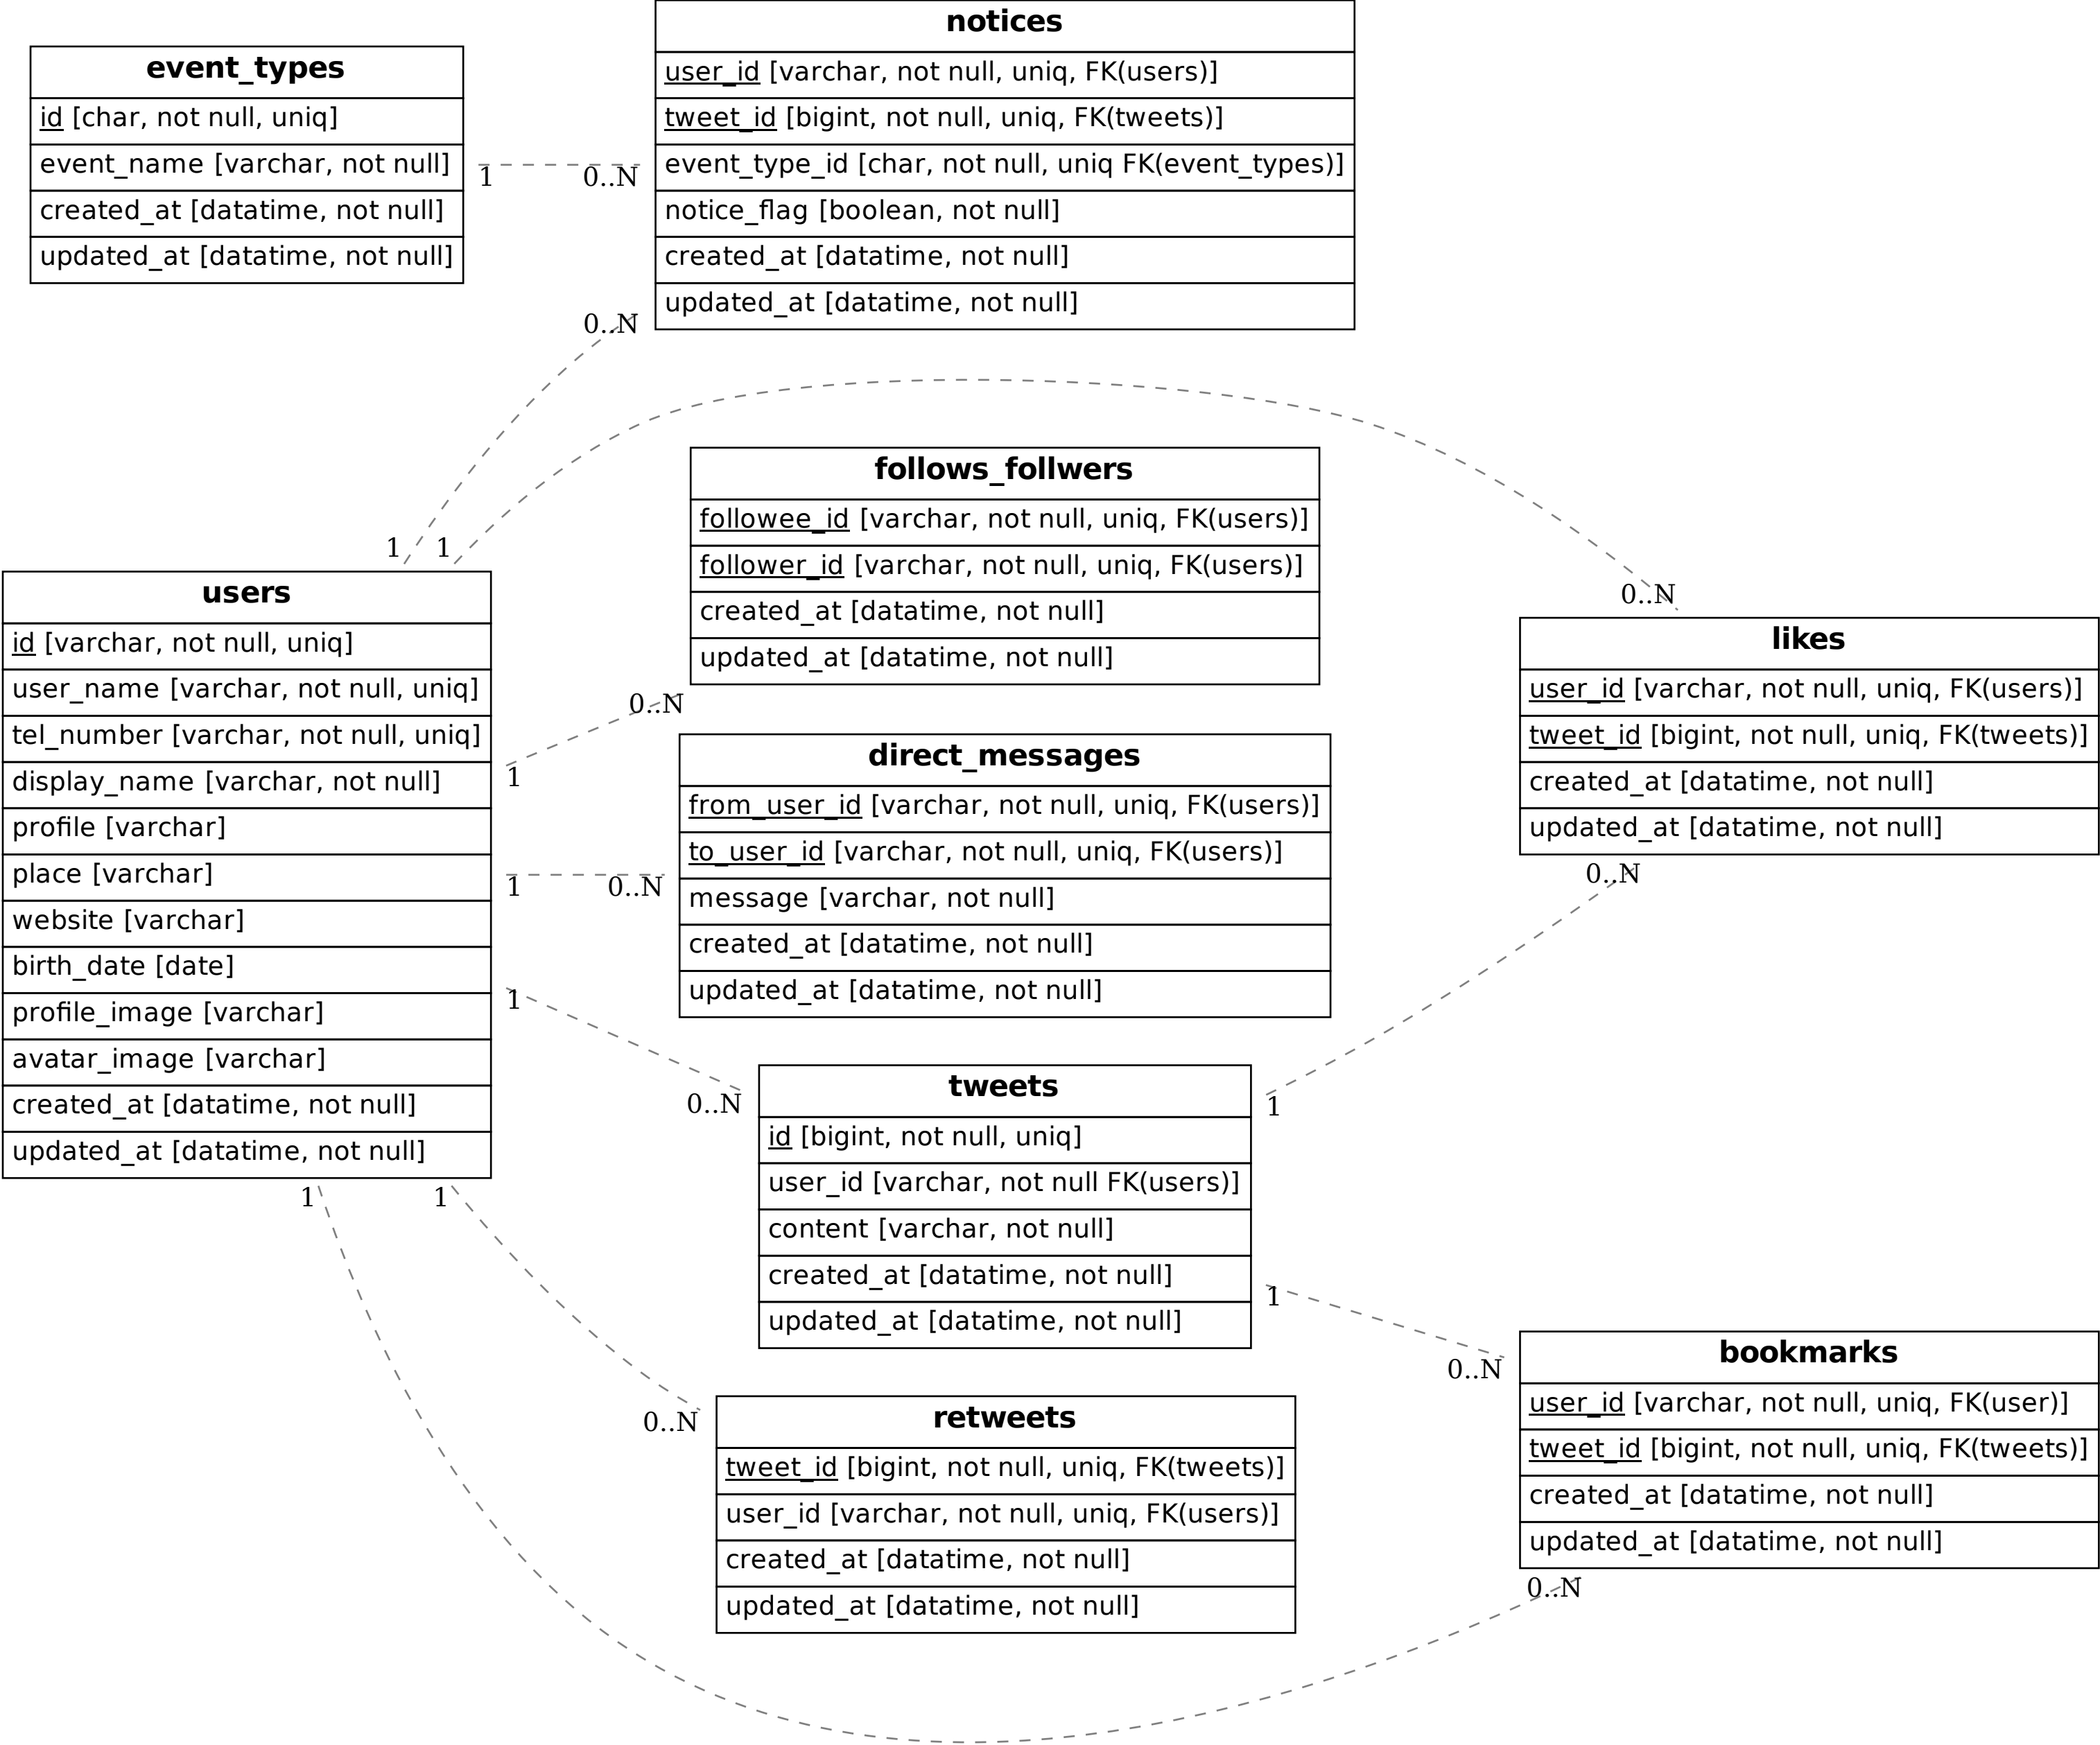 notices
user_id [varchar, not null, uniq, FK(users)]
tweet_id [bigint, not null, uniq, FK(tweets)]
event_type_id [char, not null, uniq FK(event_types)]
notice_flag [boolean, not null]
created_at [datatime, not null]
updated_at [datatime, not null]
event_types
id [char, not null, uniq]
event_name [varchar, not null]
created_at [datatime, not null]
updated_at [datatime, not null]
1
0..N
0..N
1
1
0..N
follows_follwers
followee_id [varchar, not null, uniq, FK(users)]
follower_id [varchar, not null, uniq, FK(users)]
created_at [datatime, not null]
updated_at [datatime, not null]
users
id [varchar, not null, uniq]
user_name [varchar, not null, uniq]
tel_number [varchar, not null, uniq]
display_name [varchar, not null]
profile [varchar]
place [varchar]
website [varchar]
birth_date [date]
profile_image [varchar]
avatar_image [varchar]
created_at [datatime, not null]
updated_at [datatime, not null]
0..N
1
1
0..N
1
0..N
1
1
direct_messages
from_user_id [varchar, not null, uniq, FK(users)]
to_user_id [varchar, not null, uniq, FK(users)]
message [varchar, not null]
created_at [datatime, not null]
updated_at [datatime, not null]
likes
user_id [varchar, not null, uniq, FK(users)]
tweet_id [bigint, not null, uniq, FK(tweets)]
created_at [datatime, not null]
updated_at [datatime, not null]
0..N
1
tweets
id [bigint, not null, uniq]
user_id [varchar, not null FK(users)]
content [varchar, not null]
created_at [datatime, not null]
updated_at [datatime, not null]
1
0..N
0..N
retweets
tweet_id [bigint, not null, uniq, FK(tweets)]
user_id [varchar, not null, uniq, FK(users)]
created_at [datatime, not null]
updated_at [datatime, not null]
bookmarks
user_id [varchar, not null, uniq, FK(user)]
tweet_id [bigint, not null, uniq, FK(tweets)]
created_at [datatime, not null]
updated_at [datatime, not null]
0..N